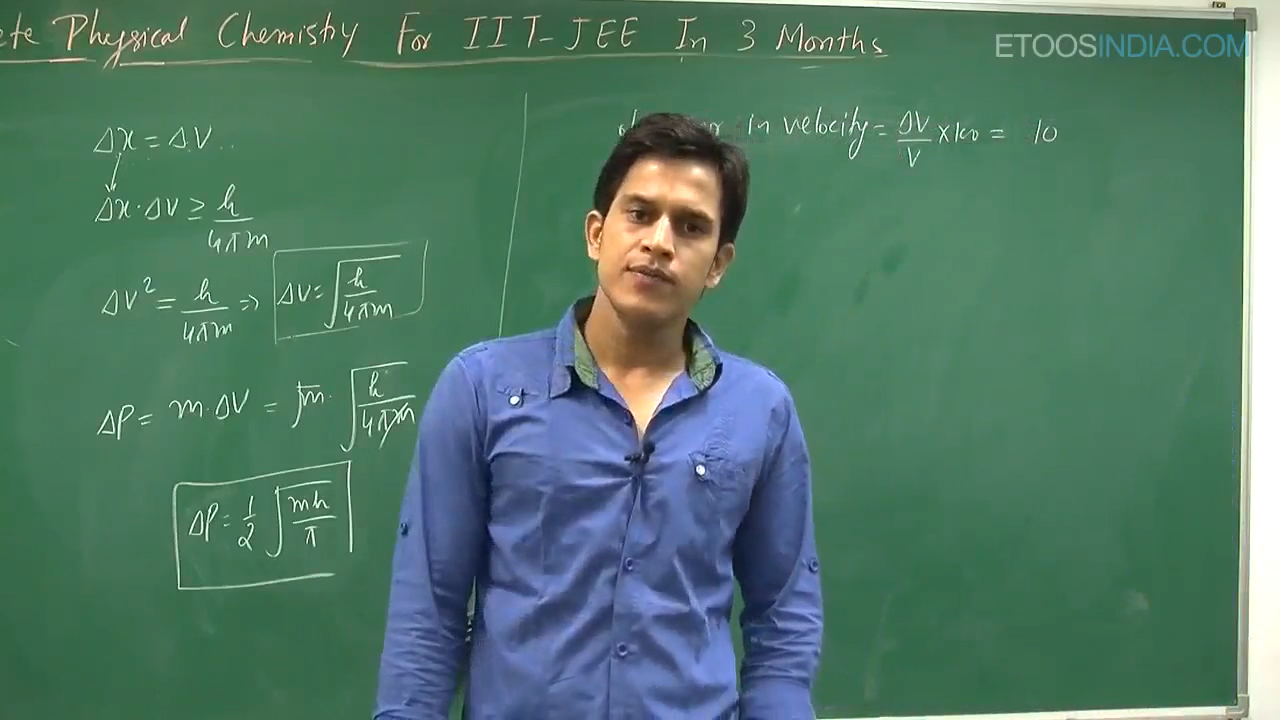 Physical Chemistry For IIT-JEE In 3 Months
ETOOSINDIA.COM
Δx = ΔV
Δx·ΔV ≥ h/4πm
ΔV² = h/4πm ⇒ ΔV = √(h/4πm)
ΔP = m·ΔV = √m · √(h/4πm)
ΔP = 1/2 √(mh/π)
in velocity = ΔV/V × 100 = 10